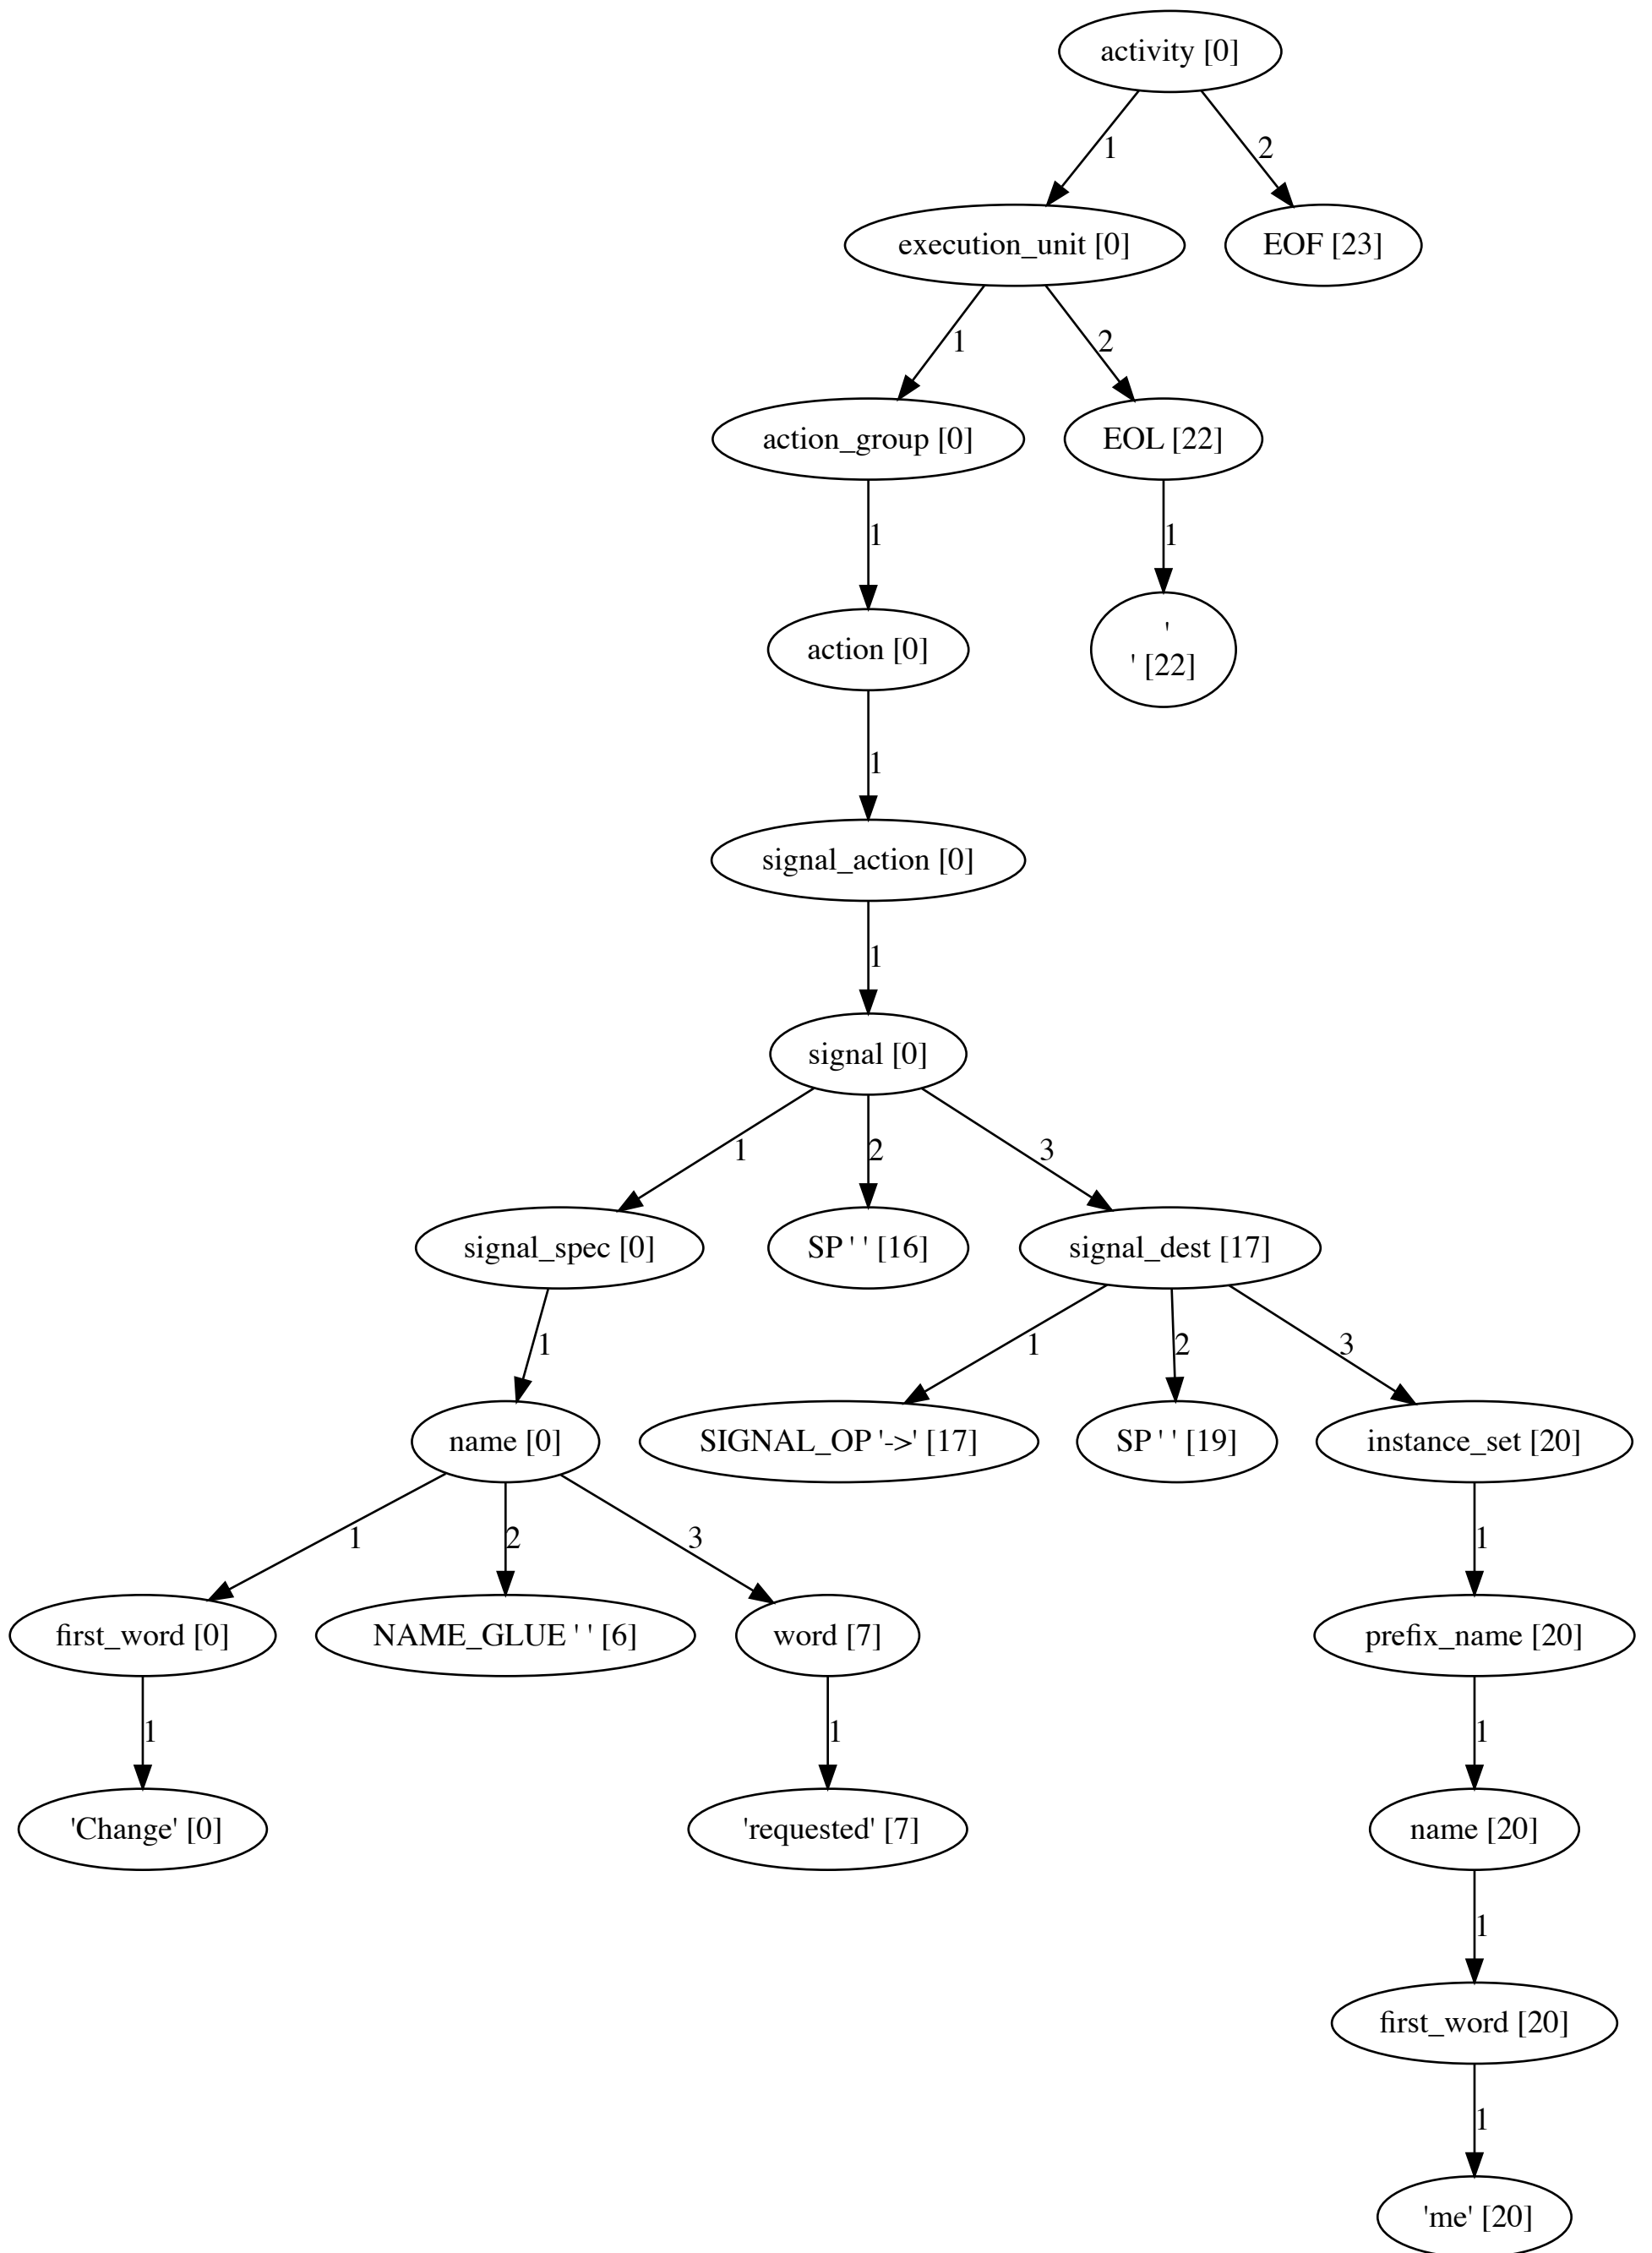 activity [0]
1
2
execution_unit [0]
EOF [23]
1
2
action_group [0]
EOL [22]
1
1
action [0]
'
' [22]
1
signal_action [0]
1
signal [0]
1
2
3
signal_spec [0]
SP ' ' [16]
signal_dest [17]
1
1
2
3
name [0]
SIGNAL_OP '->' [17]
SP ' ' [19]
instance_set [20]
1
2
3
1
first_word [0]
NAME_GLUE ' ' [6]
word [7]
prefix_name [20]
1
1
1
'Change' [0]
'requested' [7]
name [20]
1
first_word [20]
1
'me' [20]